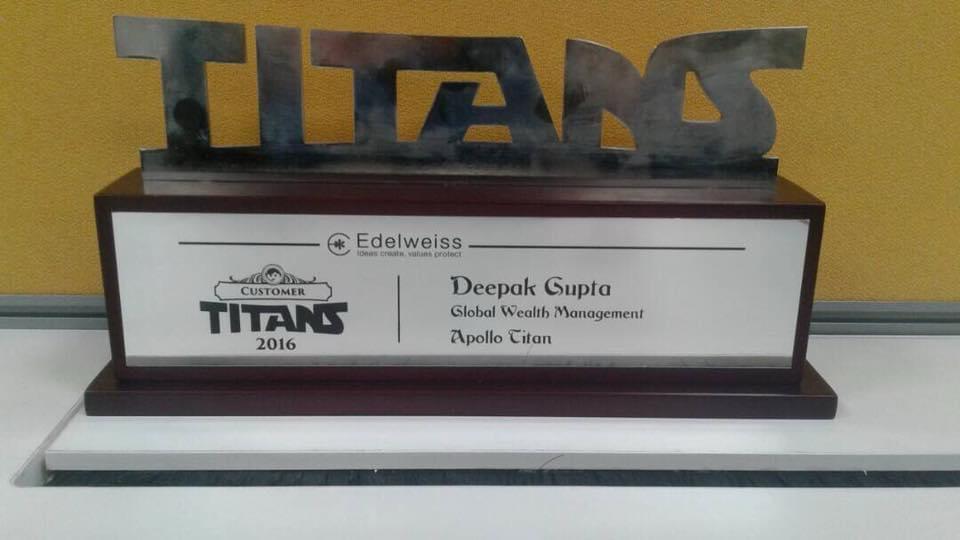 TITANS
Edelweiss
Ideas create, values protect
CUSTOMER
TITANS
2016
Deepak Gupta
Global Wealth Management
Apollo Titan